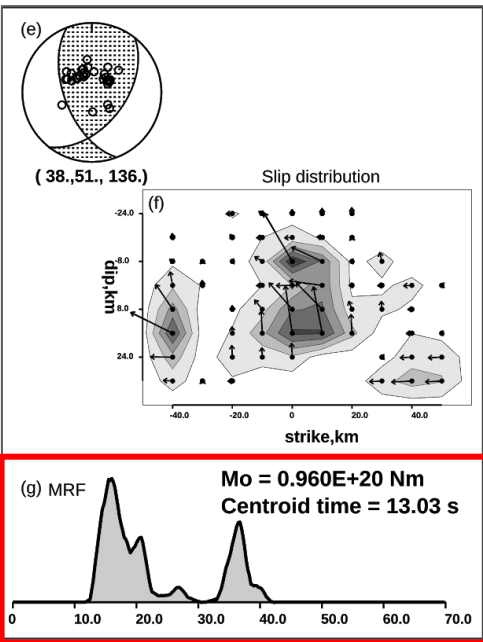 (e)
( 38.,51., 136.)
Slip distribution
(f)
-24.0
-8.0
8.0
24.0
dip,km
-40.0 -20.0 0 20.0 40.0
strike,km
(g) MRF
Mo = 0.960E+20 Nm
Centroid time = 13.03 s
0 10.0 20.0 30.0 40.0 50.0 60.0 70.0